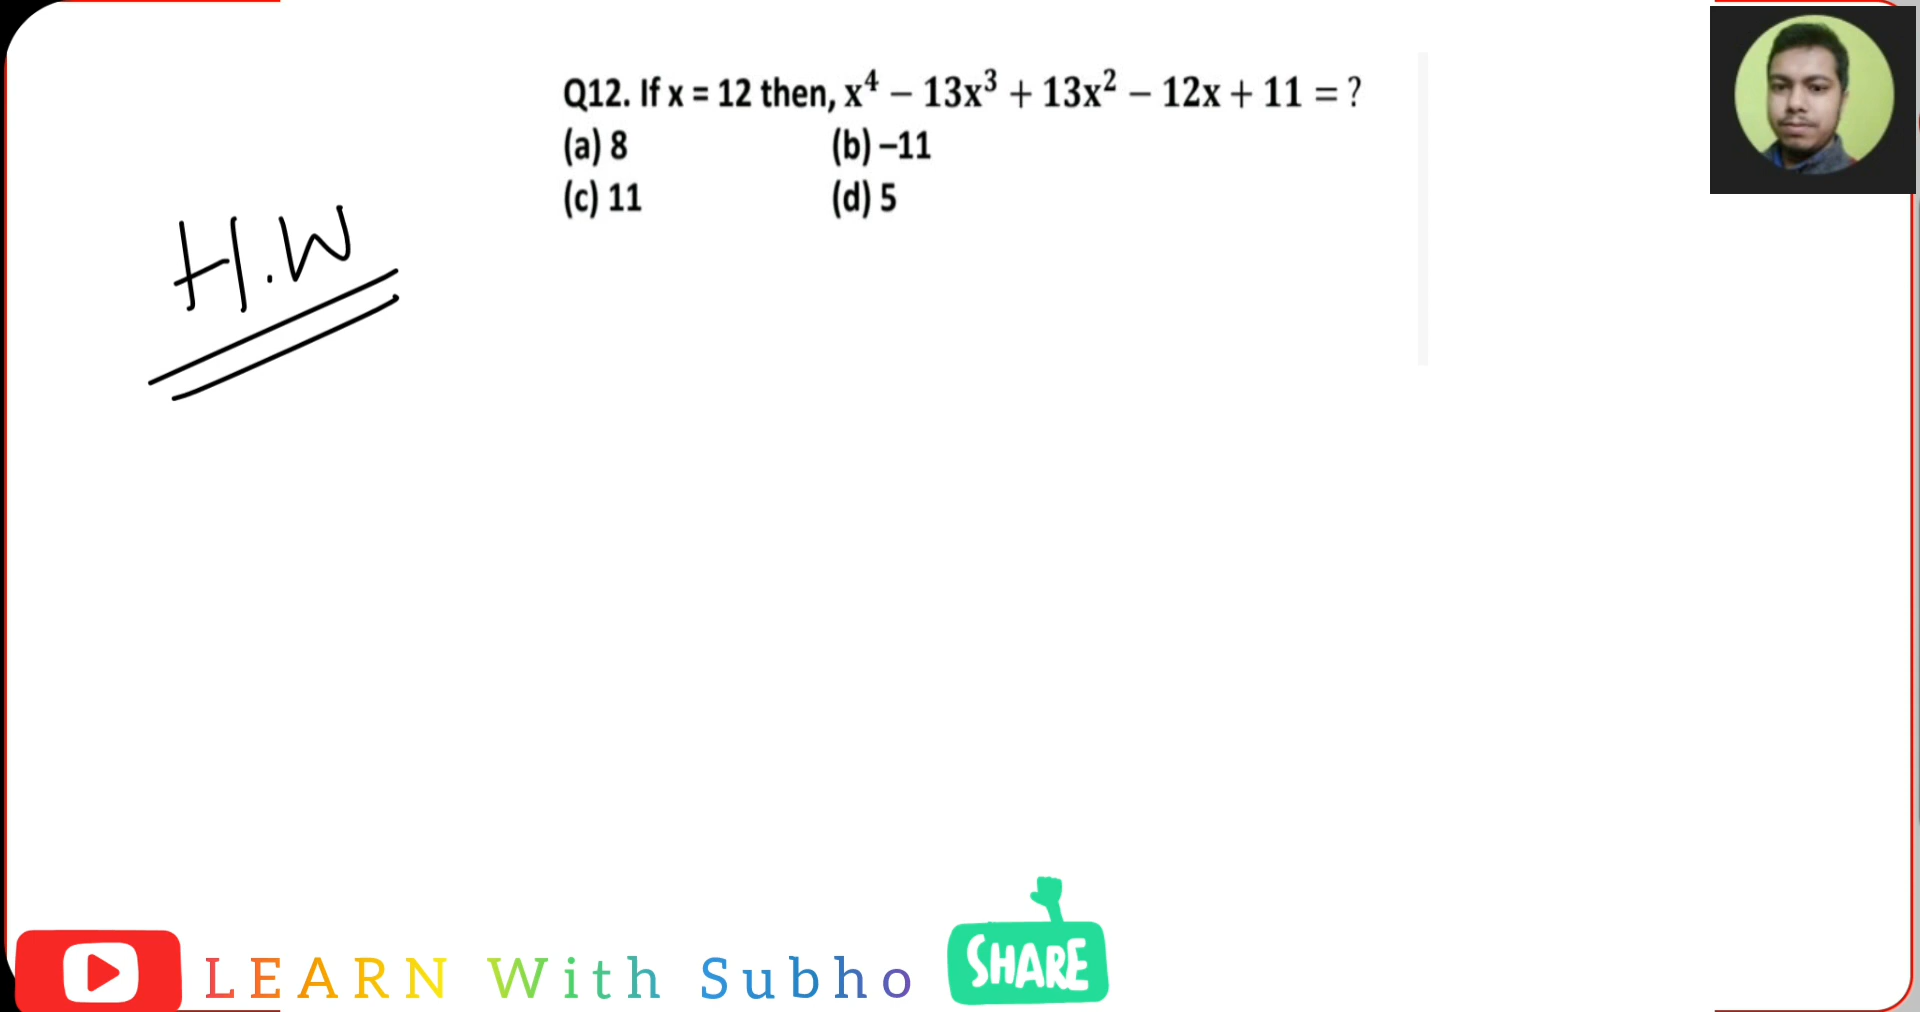 Q12. If x = 12 then, x⁴ − 13x³ + 13x² − 12x + 11 = ?
(a) 8 (b) –11
(c) 11 (d) 5
H.W
LEARN With Subho
SHARE